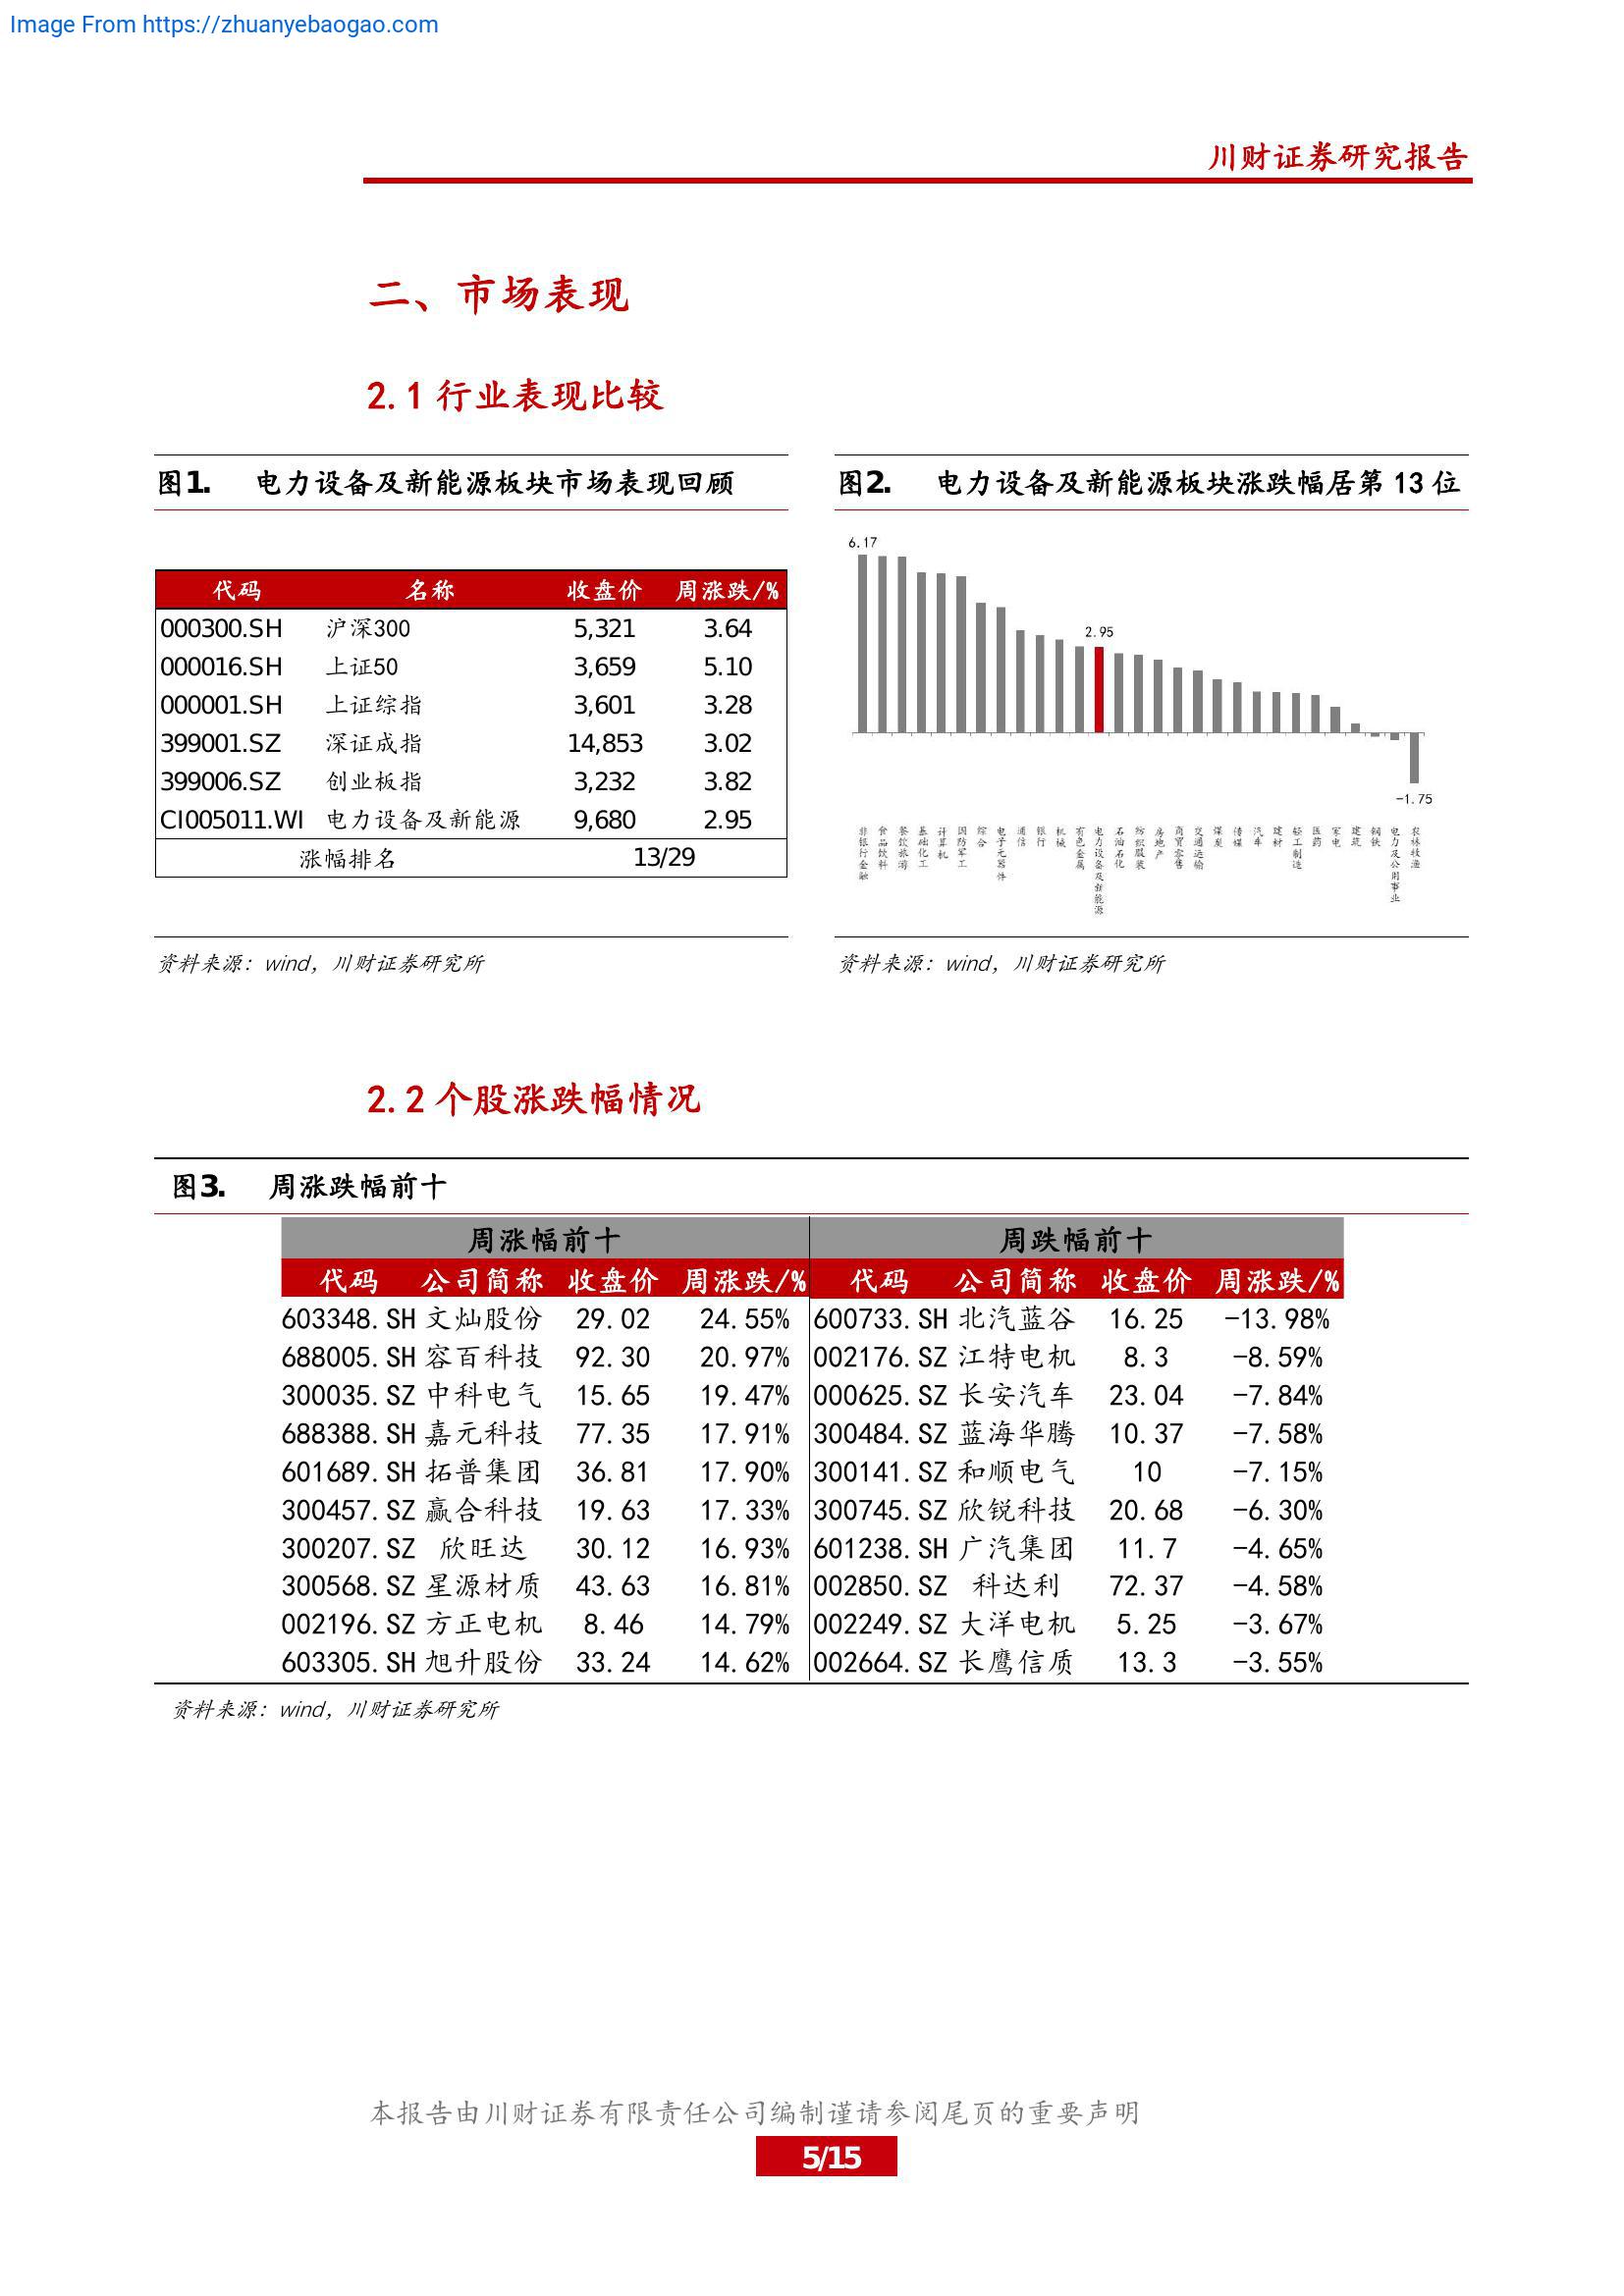 Image From https://zhuanyebaogao.com
川财证券研究报告
二、市场表现
2.1 行业表现比较
图1. 电力设备及新能源板块市场表现回顾
代码 名称 收盘价 周涨跌/%
000300.SH 沪深300 5,321 3.64
000016.SH 上证50 3,659 5.10
000001.SH 上证综指 3,601 3.28
399001.SZ 深证成指 14,853 3.02
399006.SZ 创业板指 3,232 3.82
CI005011.WI 电力设备及新能源 9,680 2.95
涨幅排名 13/29
资料来源：wind，川财证券研究所
图2. 电力设备及新能源板块涨跌幅居第 13 位
6.17
2.95
-1.75
非银行金融 食品饮料 餐饮旅游 基础化工 计算机 国防军工 综合 电子元器件 通信 银行 机械 有色金属 电力设备及新能源 石油石化 纺织服装 房地产 商贸零售 交通运输 煤炭 传媒 汽车 建材 轻工制造 医药 家电 建筑 钢铁 电力及公用事业 农林牧渔
资料来源：wind，川财证券研究所
2.2 个股涨跌幅情况
图3. 周涨跌幅前十
周涨幅前十 周跌幅前十
代码 公司简称 收盘价 周涨跌/% 代码 公司简称 收盘价 周涨跌/%
603348.SH 文灿股份 29.02 24.55% 600733.SH 北汽蓝谷 16.25 -13.98%
688005.SH 容百科技 92.30 20.97% 002176.SZ 江特电机 8.3 -8.59%
300035.SZ 中科电气 15.65 19.47% 000625.SZ 长安汽车 23.04 -7.84%
688388.SH 嘉元科技 77.35 17.91% 300484.SZ 蓝海华腾 10.37 -7.58%
601689.SH 拓普集团 36.81 17.90% 300141.SZ 和顺电气 10 -7.15%
300457.SZ 赢合科技 19.63 17.33% 300745.SZ 欣锐科技 20.68 -6.30%
300207.SZ 欣旺达 30.12 16.93% 601238.SH 广汽集团 11.7 -4.65%
300568.SZ 星源材质 43.63 16.81% 002850.SZ 科达利 72.37 -4.58%
002196.SZ 方正电机 8.46 14.79% 002249.SZ 大洋电机 5.25 -3.67%
603305.SH 旭升股份 33.24 14.62% 002664.SZ 长鹰信质 13.3 -3.55%
资料来源：wind，川财证券研究所
本报告由川财证券有限责任公司编制谨请参阅尾页的重要声明
5/15